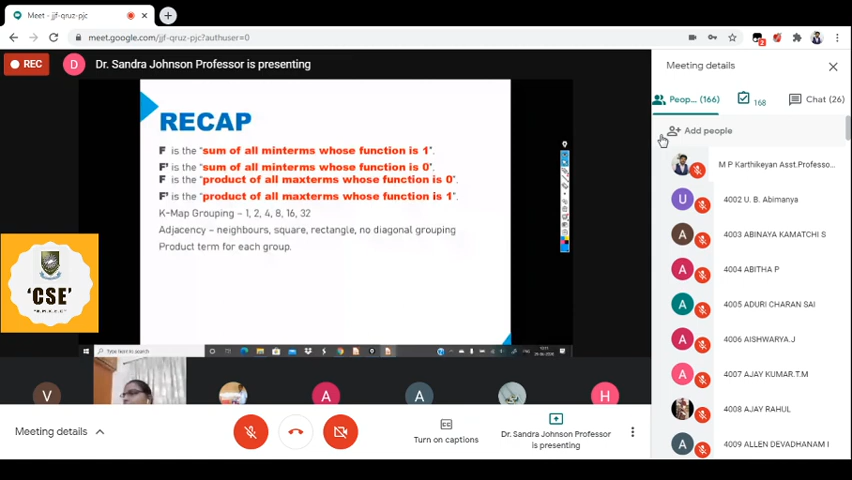 Meet - jjf-qruz-pjc
meet.google.com/jjf-qruz-pjc?authuser=0
2
REC
D
Dr. Sandra Johnson Professor is presenting
RECAP
F is the "sum of all minterms whose function is 1".
F' is the "sum of all minterms whose function is 0".
F is the "product of all maxterms whose function is 0".
F' is the "product of all maxterms whose function is 1".
K-Map Grouping – 1, 2, 4, 8, 16, 32
Adjacency – neighbours, square, rectangle, no diagonal grouping
Product term for each group.
'CSE'
Type here to search
V
A
A
H
Meeting details
Turn on captions
Dr. Sandra Johnson Professor
is presenting
Meeting details
Peop... (166)
168
Chat (26)
Add people
M P Karthikeyan Asst.Professo...
U
4002 U. B. Abimanya
A
4003 ABINAYA KAMATCHI S
A
4004 ABITHA P
A
4005 ADURI CHARAN SAI
A
4006 AISHWARYA.J
A
4007 AJAY KUMAR.T.M
4008 AJAY RAHUL
A
4009 ALLEN DEVADHANAM I